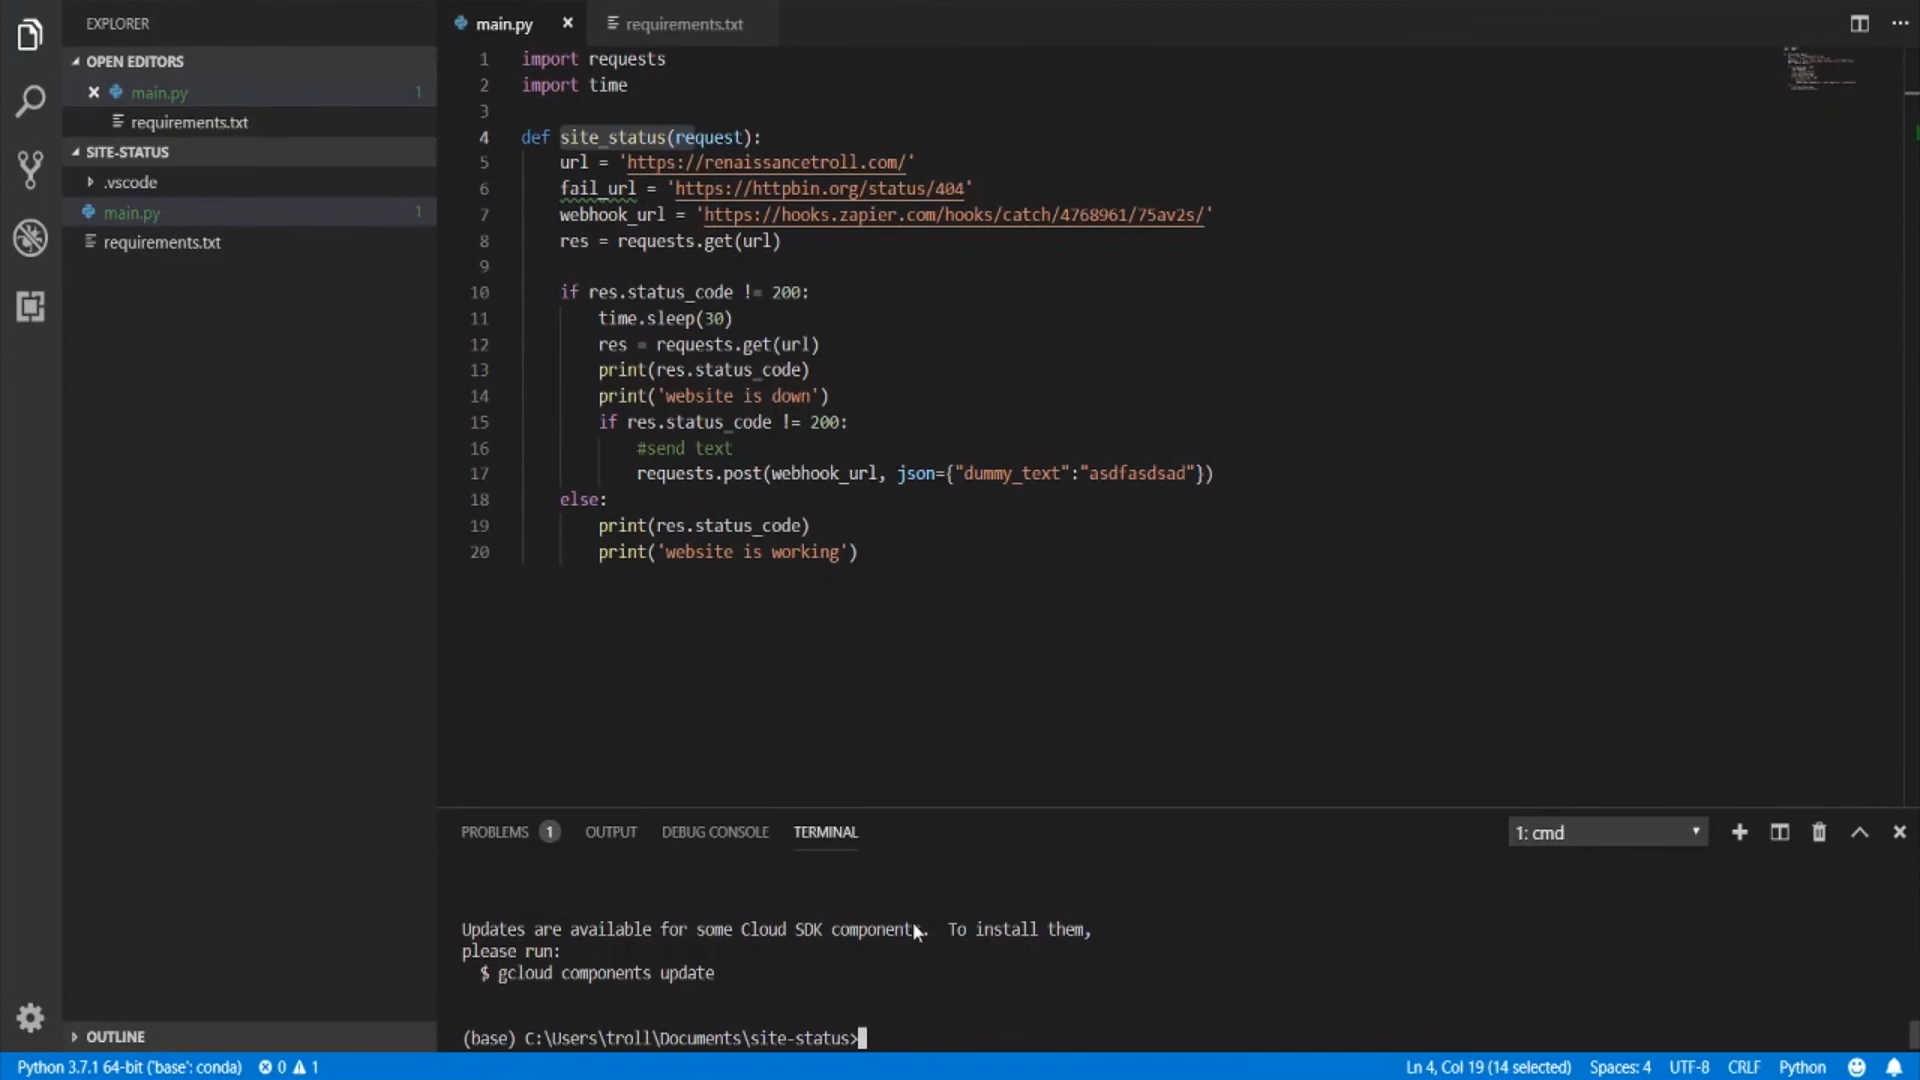 EXPLORER
OPEN EDITORS
main.py 1
requirements.txt
SITE-STATUS
.vscode
main.py 1
requirements.txt
OUTLINE
main.py
requirements.txt
1 import requests
2 import time
3
4 def site_status(request):
5 url = 'https://renaissancetroll.com/'
6 fail_url = 'https://httpbin.org/status/404'
7 webhook_url = 'https://hooks.zapier.com/hooks/catch/4768961/75av2s/'
8 res = requests.get(url)
9
10 if res.status_code != 200:
11 time.sleep(30)
12 res = requests.get(url)
13 print(res.status_code)
14 print('website is down')
15 if res.status_code != 200:
16 #send text
17 requests.post(webhook_url, json={"dummy_text":"asdfasdsad"})
18 else:
19 print(res.status_code)
20 print('website is working')
PROBLEMS 1 OUTPUT DEBUG CONSOLE TERMINAL 1: cmd
Updates are available for some Cloud SDK components. To install them,
please run:
$ gcloud components update
(base) C:\Users\troll\Documents\site-status>
Python 3.7.1 64-bit ('base': conda) 0 1 Ln 4, Col 19 (14 selected) Spaces: 4 UTF-8 CRLF Python